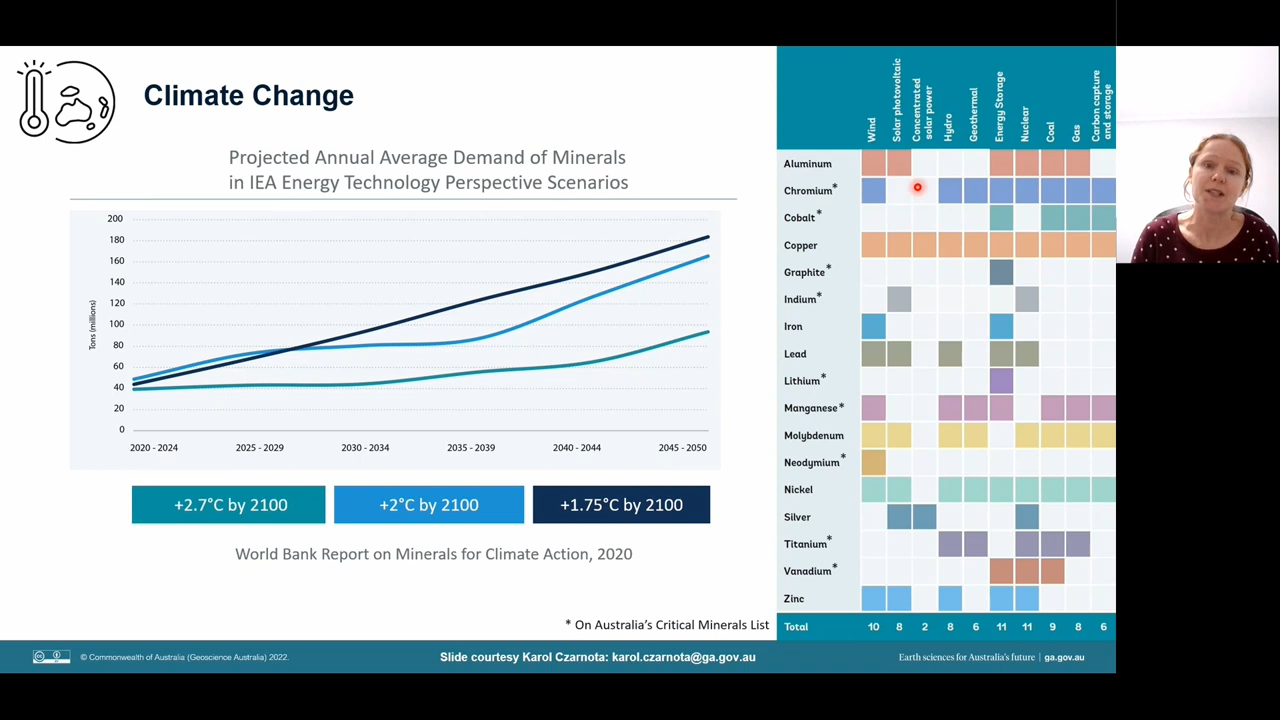 Climate Change
Projected Annual Average Demand of Minerals
in IEA Energy Technology Perspective Scenarios
Tons (millions)
200
180
160
140
120
100
80
60
40
20
0
2020 - 2024
2025 - 2029
2030 - 2034
2035 - 2039
2040 - 2044
2045 - 2050
+2.7°C by 2100
+2°C by 2100
+1.75°C by 2100
World Bank Report on Minerals for Climate Action, 2020
* On Australia's Critical Minerals List
Wind
Solar photovoltaic
Concentrated
solar power
Hydro
Geothermal
Energy Storage
Nuclear
Coal
Gas
Carbon capture
and storage
Aluminum
Chromium*
Cobalt*
Copper
Graphite*
Indium*
Iron
Lead
Lithium*
Manganese*
Molybdenum
Neodymium*
Nickel
Silver
Titanium*
Vanadium*
Zinc
Total 10 8 2 8 6 11 11 9 8 6
cc BY
© Commonwealth of Australia (Geoscience Australia) 2022.
Slide courtesy Karol Czarnota: karol.czarnota@ga.gov.au
Earth sciences for Australia's future | ga.gov.au